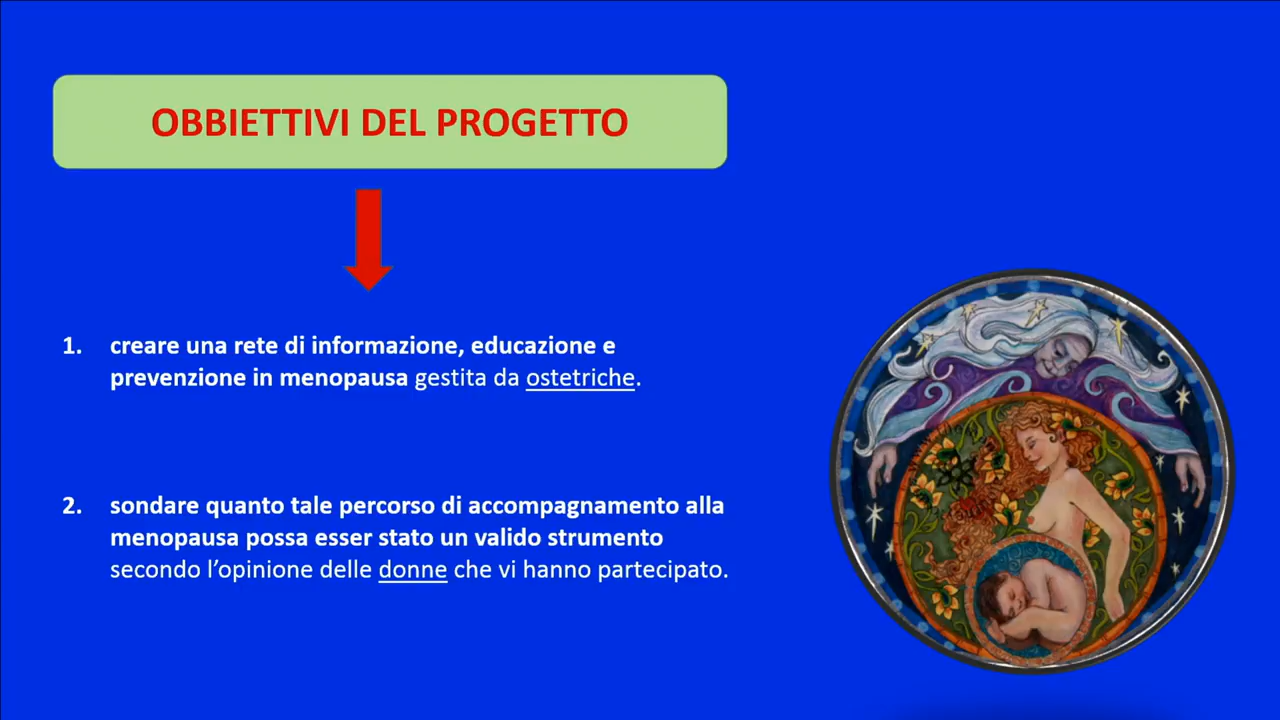 OBBIETTIVI DEL PROGETTO
1. creare una rete di informazione, educazione e
prevenzione in menopausa gestita da ostetriche.
2. sondare quanto tale percorso di accompagnamento alla
menopausa possa esser stato un valido strumento
secondo l’opinione delle donne che vi hanno partecipato.